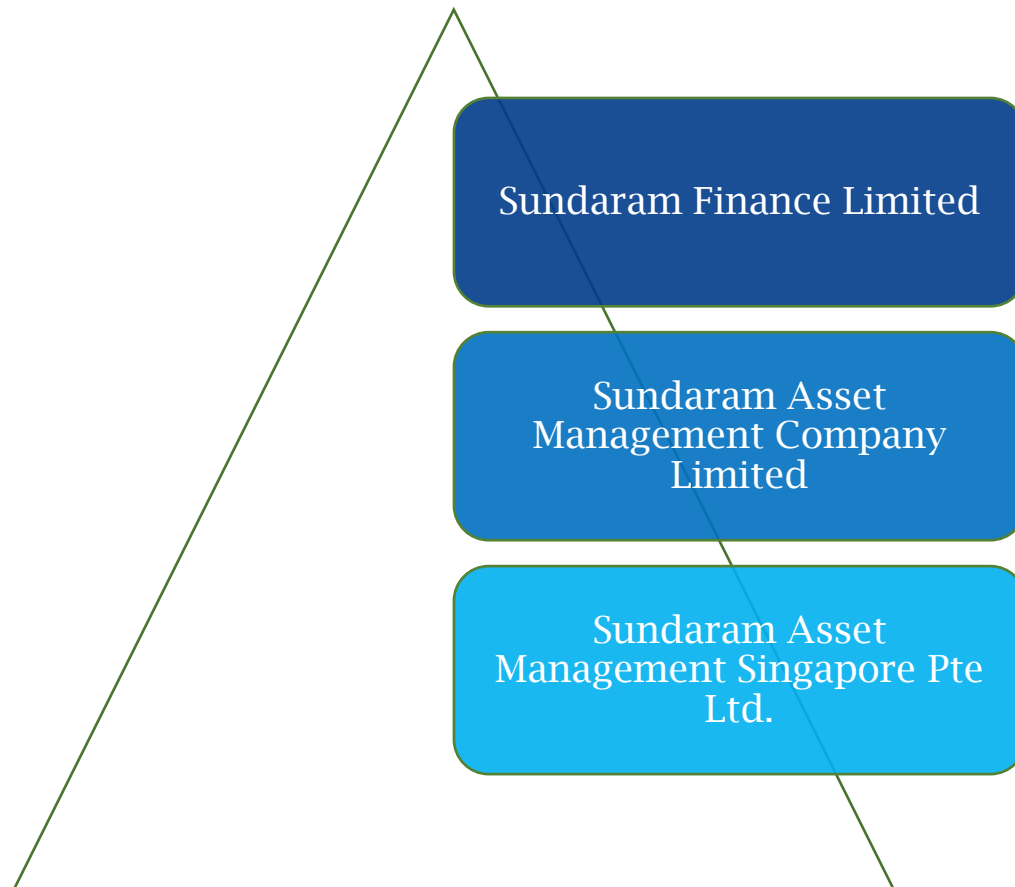 Sundaram Finance Limited
Sundaram Asset
Management Company
Limited
Sundaram Asset
Management Singapore Pte
Ltd.